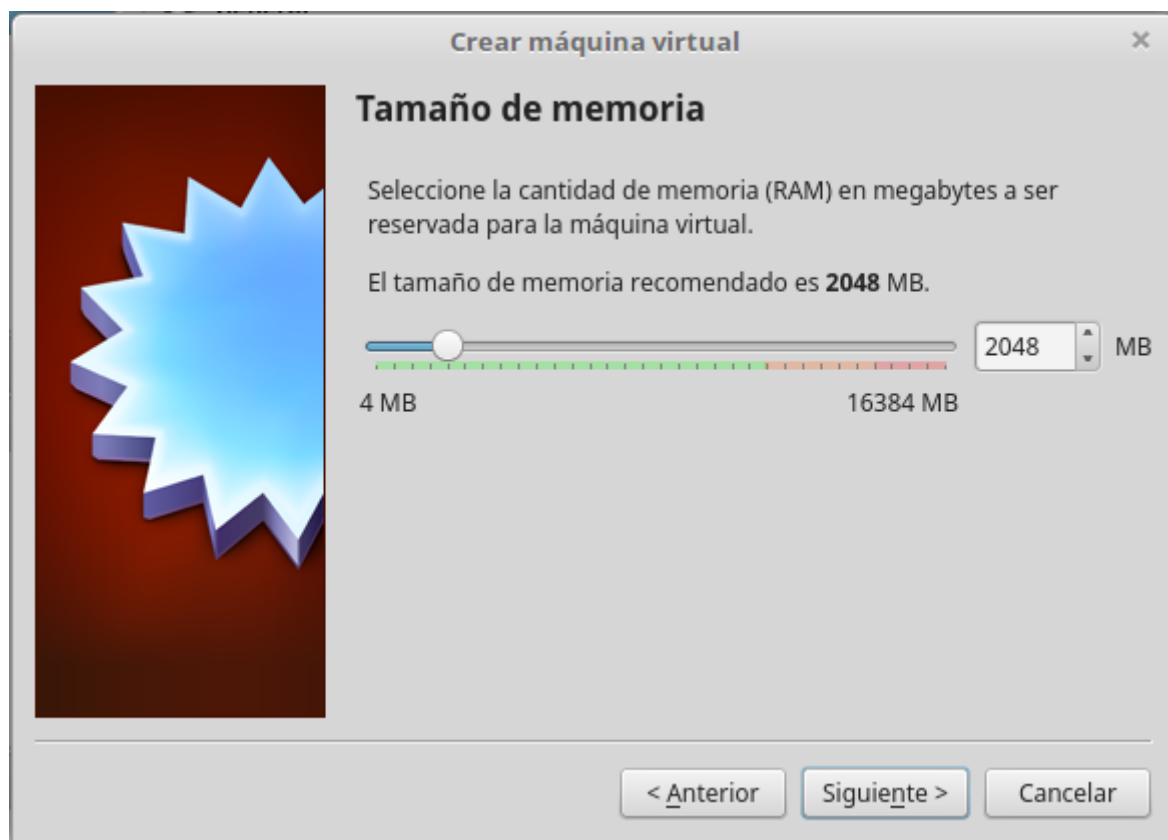 Crear máquina virtual
Tamaño de memoria
Seleccione la cantidad de memoria (RAM) en megabytes a ser
reservada para la máquina virtual.
El tamaño de memoria recomendado es 2048 MB.
2048 MB
4 MB 16384 MB
< Anterior Siguiente > Cancelar